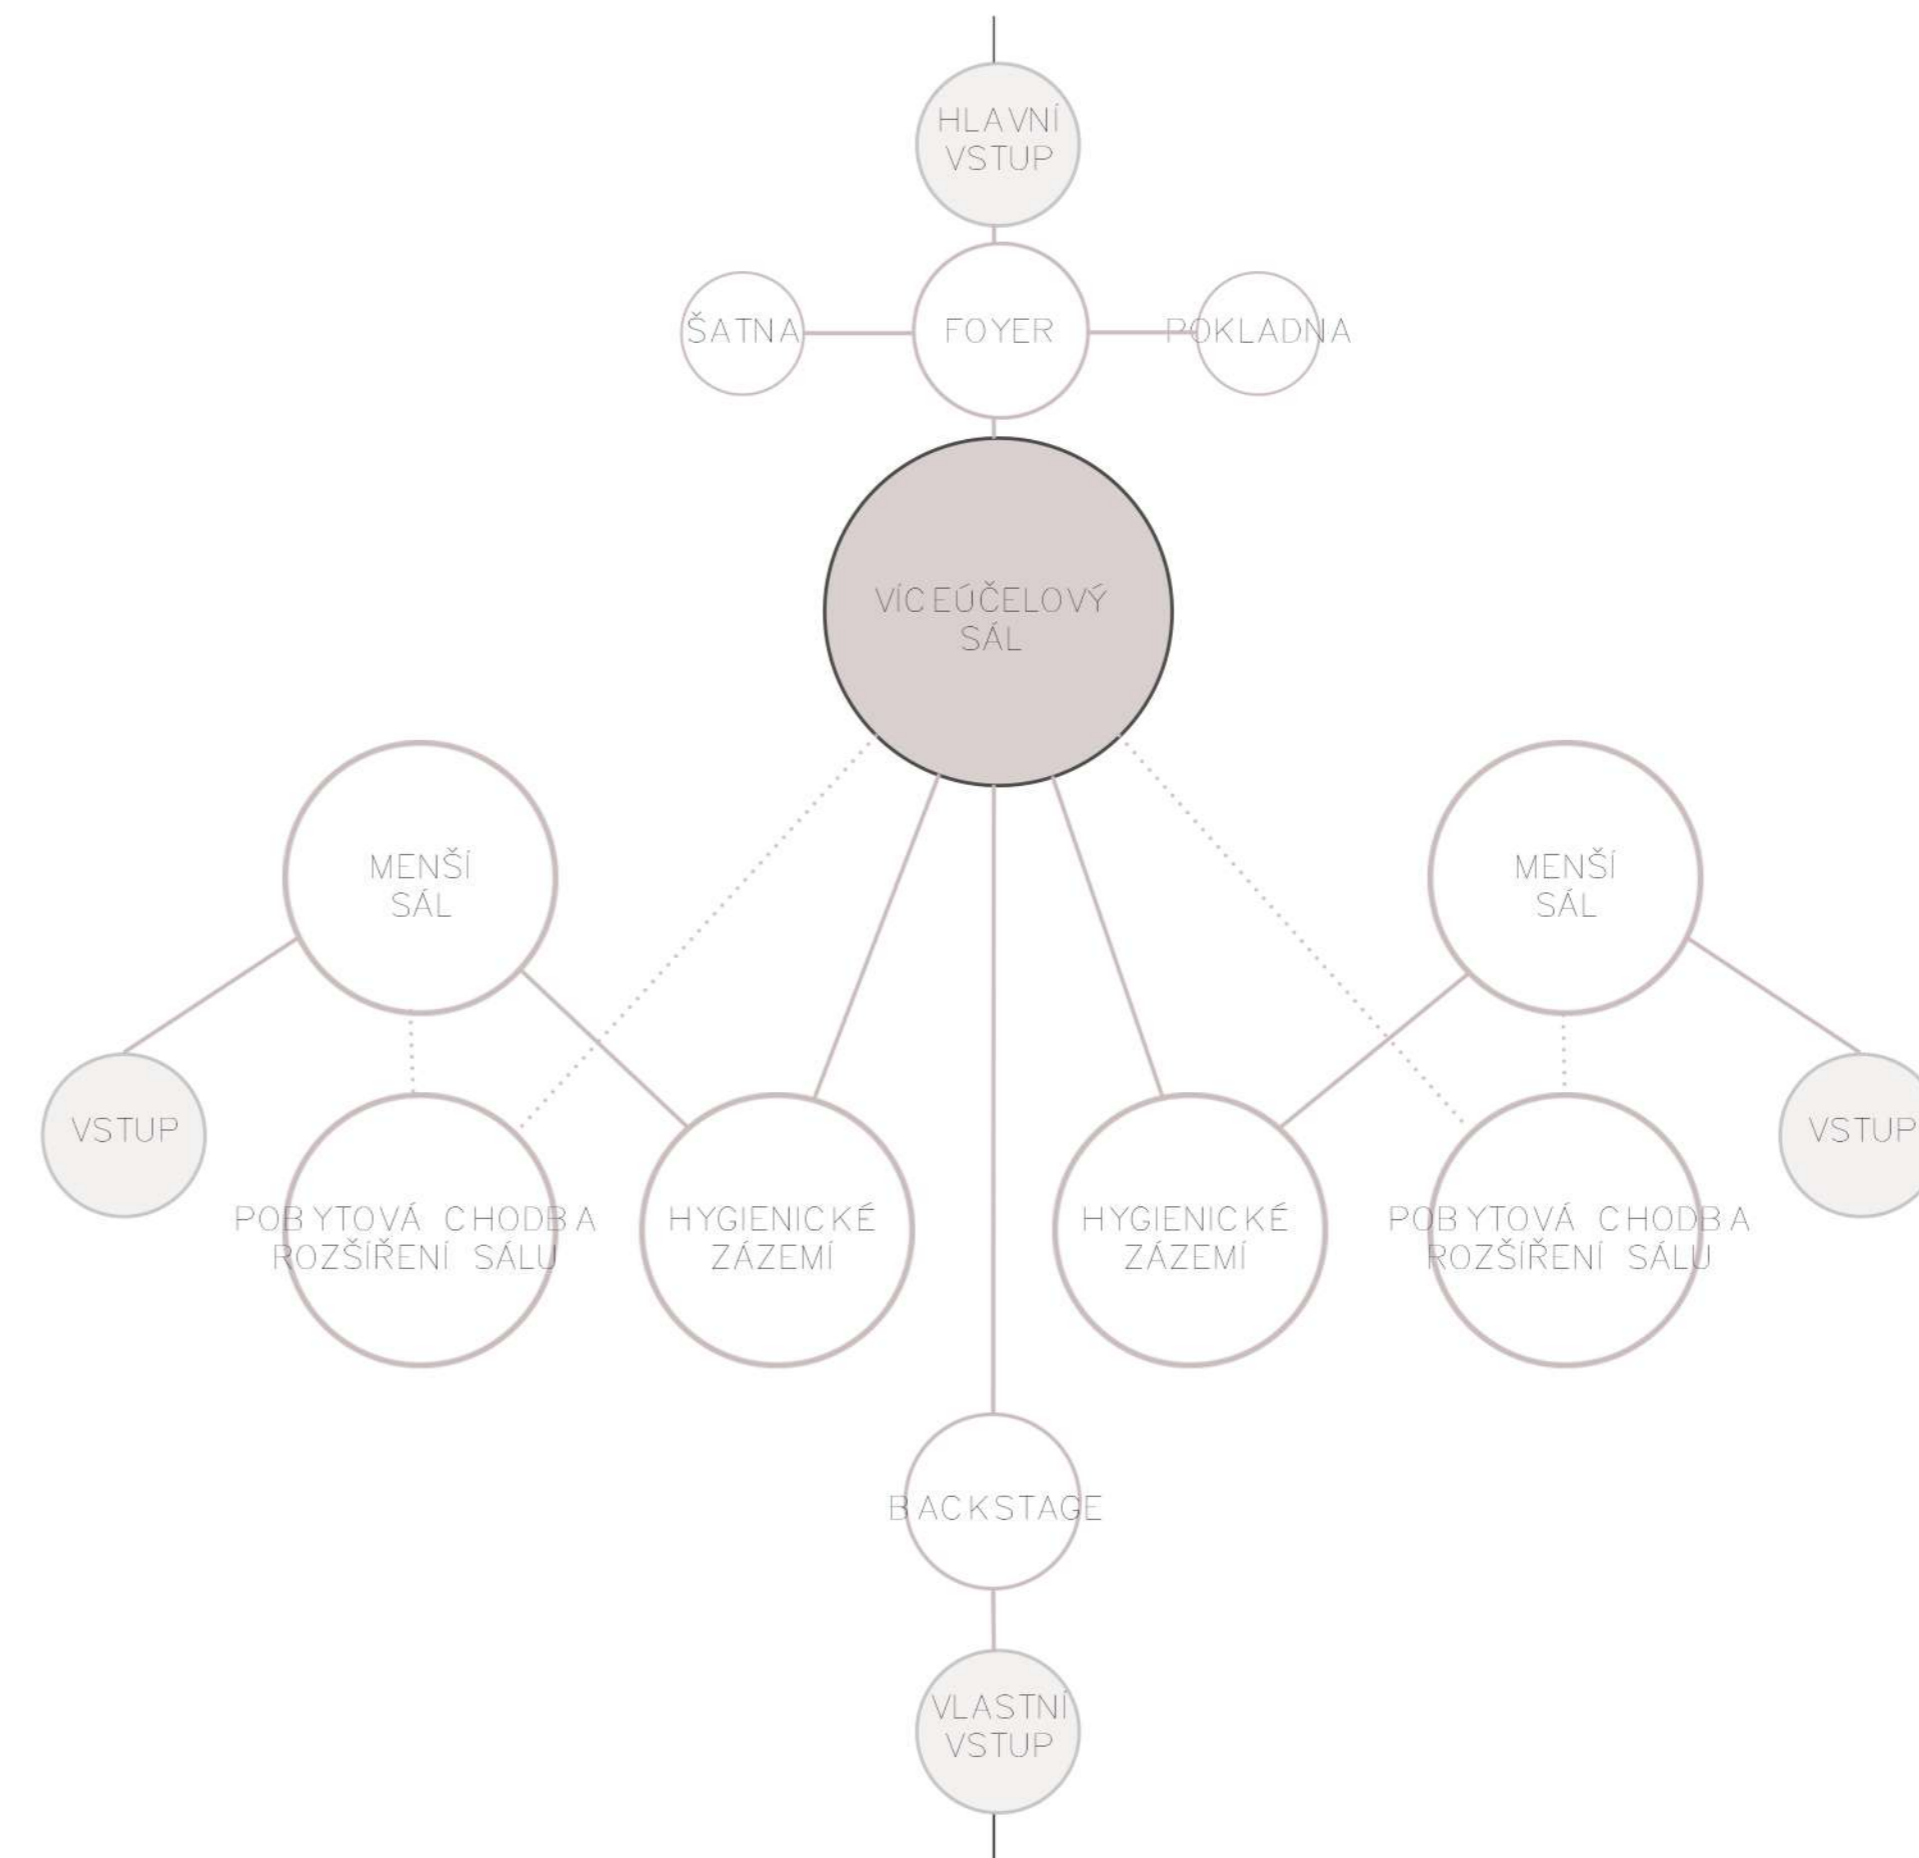 HLAVNÍ
VSTUP
ŠATNA
FOYER
POKLADNA
VÍCEÚČELOVÝ
SÁL
MENŠÍ
SÁL
MENŠÍ
SÁL
VSTUP
VSTUP
POBYTOVÁ CHODBA
ROZŠÍŘENÍ SÁLU
HYGIENICKÉ
ZÁZEMÍ
HYGIENICKÉ
ZÁZEMÍ
POBYTOVÁ CHODBA
ROZŠÍŘENÍ SÁLU
BACKSTAGE
VLASTNÍ
VSTUP